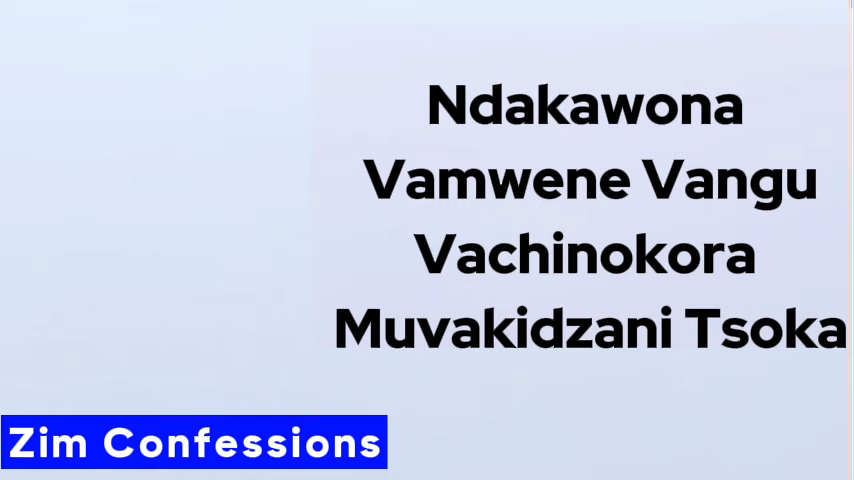 Ndakawona
Vamwene Vangu
Vachinokora
Muvakidzani Tsoka
Zim Confessions